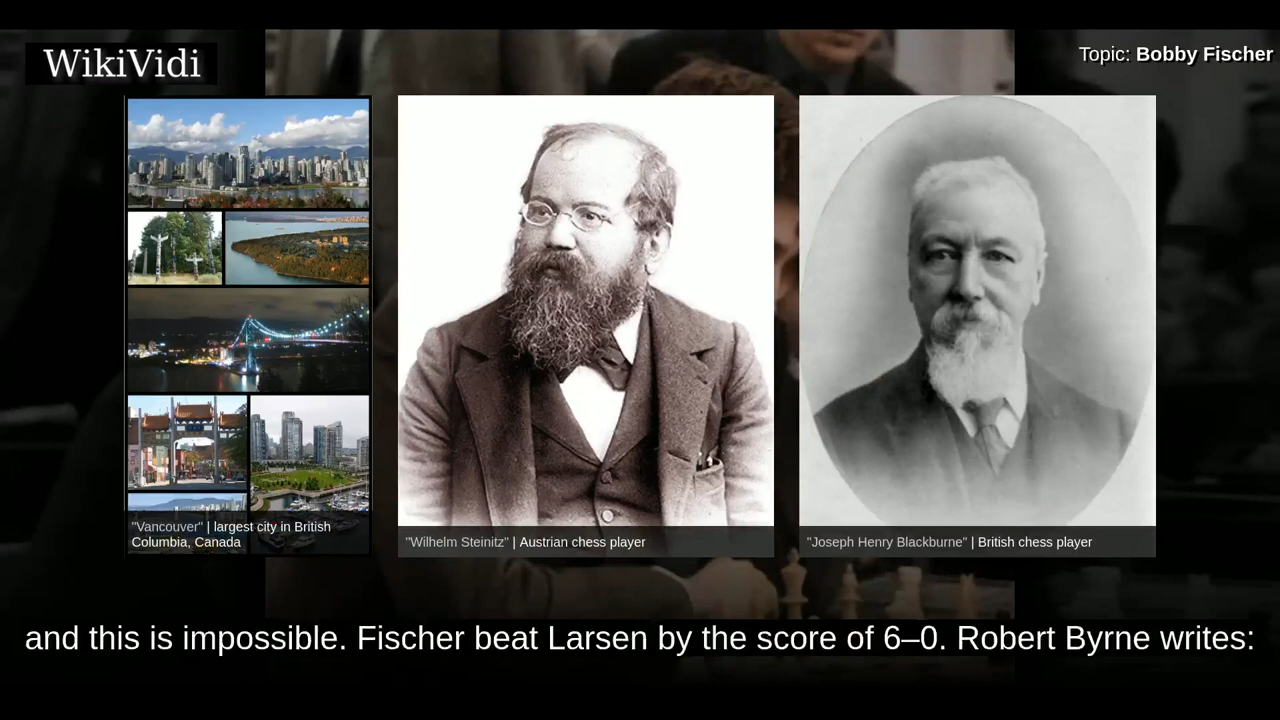 WikiVidi
Topic: Bobby Fischer
"Vancouver" | largest city in British
Columbia, Canada
"Wilhelm Steinitz" | Austrian chess player
"Joseph Henry Blackburne" | British chess player
and this is impossible. Fischer beat Larsen by the score of 6–0. Robert Byrne writes: